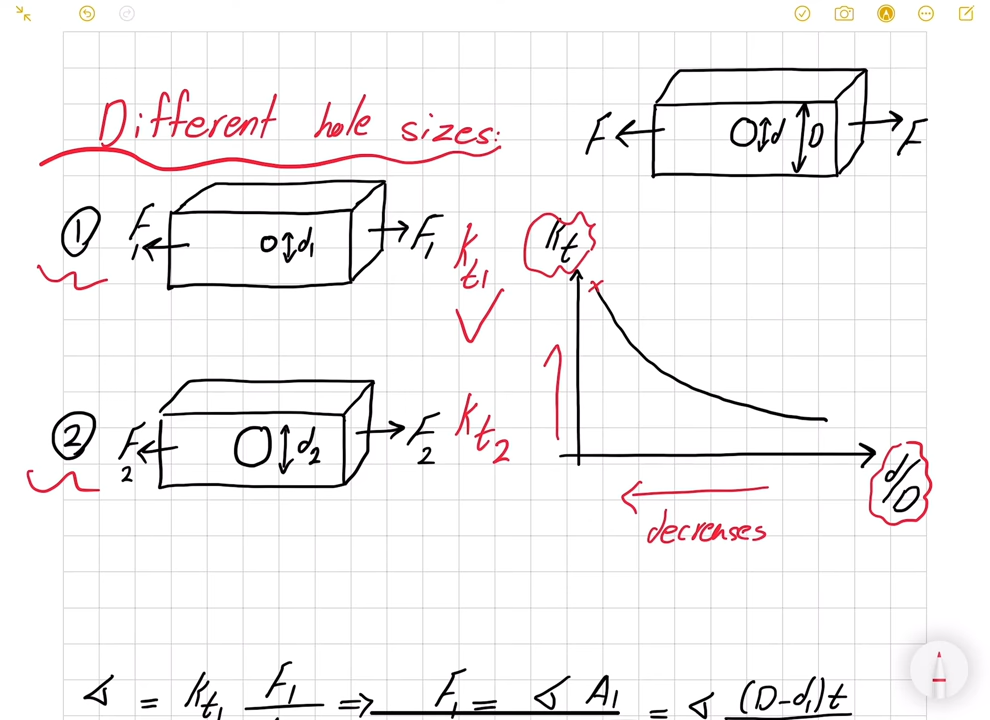 Different hole sizes:
F
d
D
F
1
F1
d1
F1
Kt1
Kt
2
F2
d2
F2
Kt2
d/D
decreases
σ = Kt1 F1 ⇒ F1 = σ A1 = σ (D-d1)t